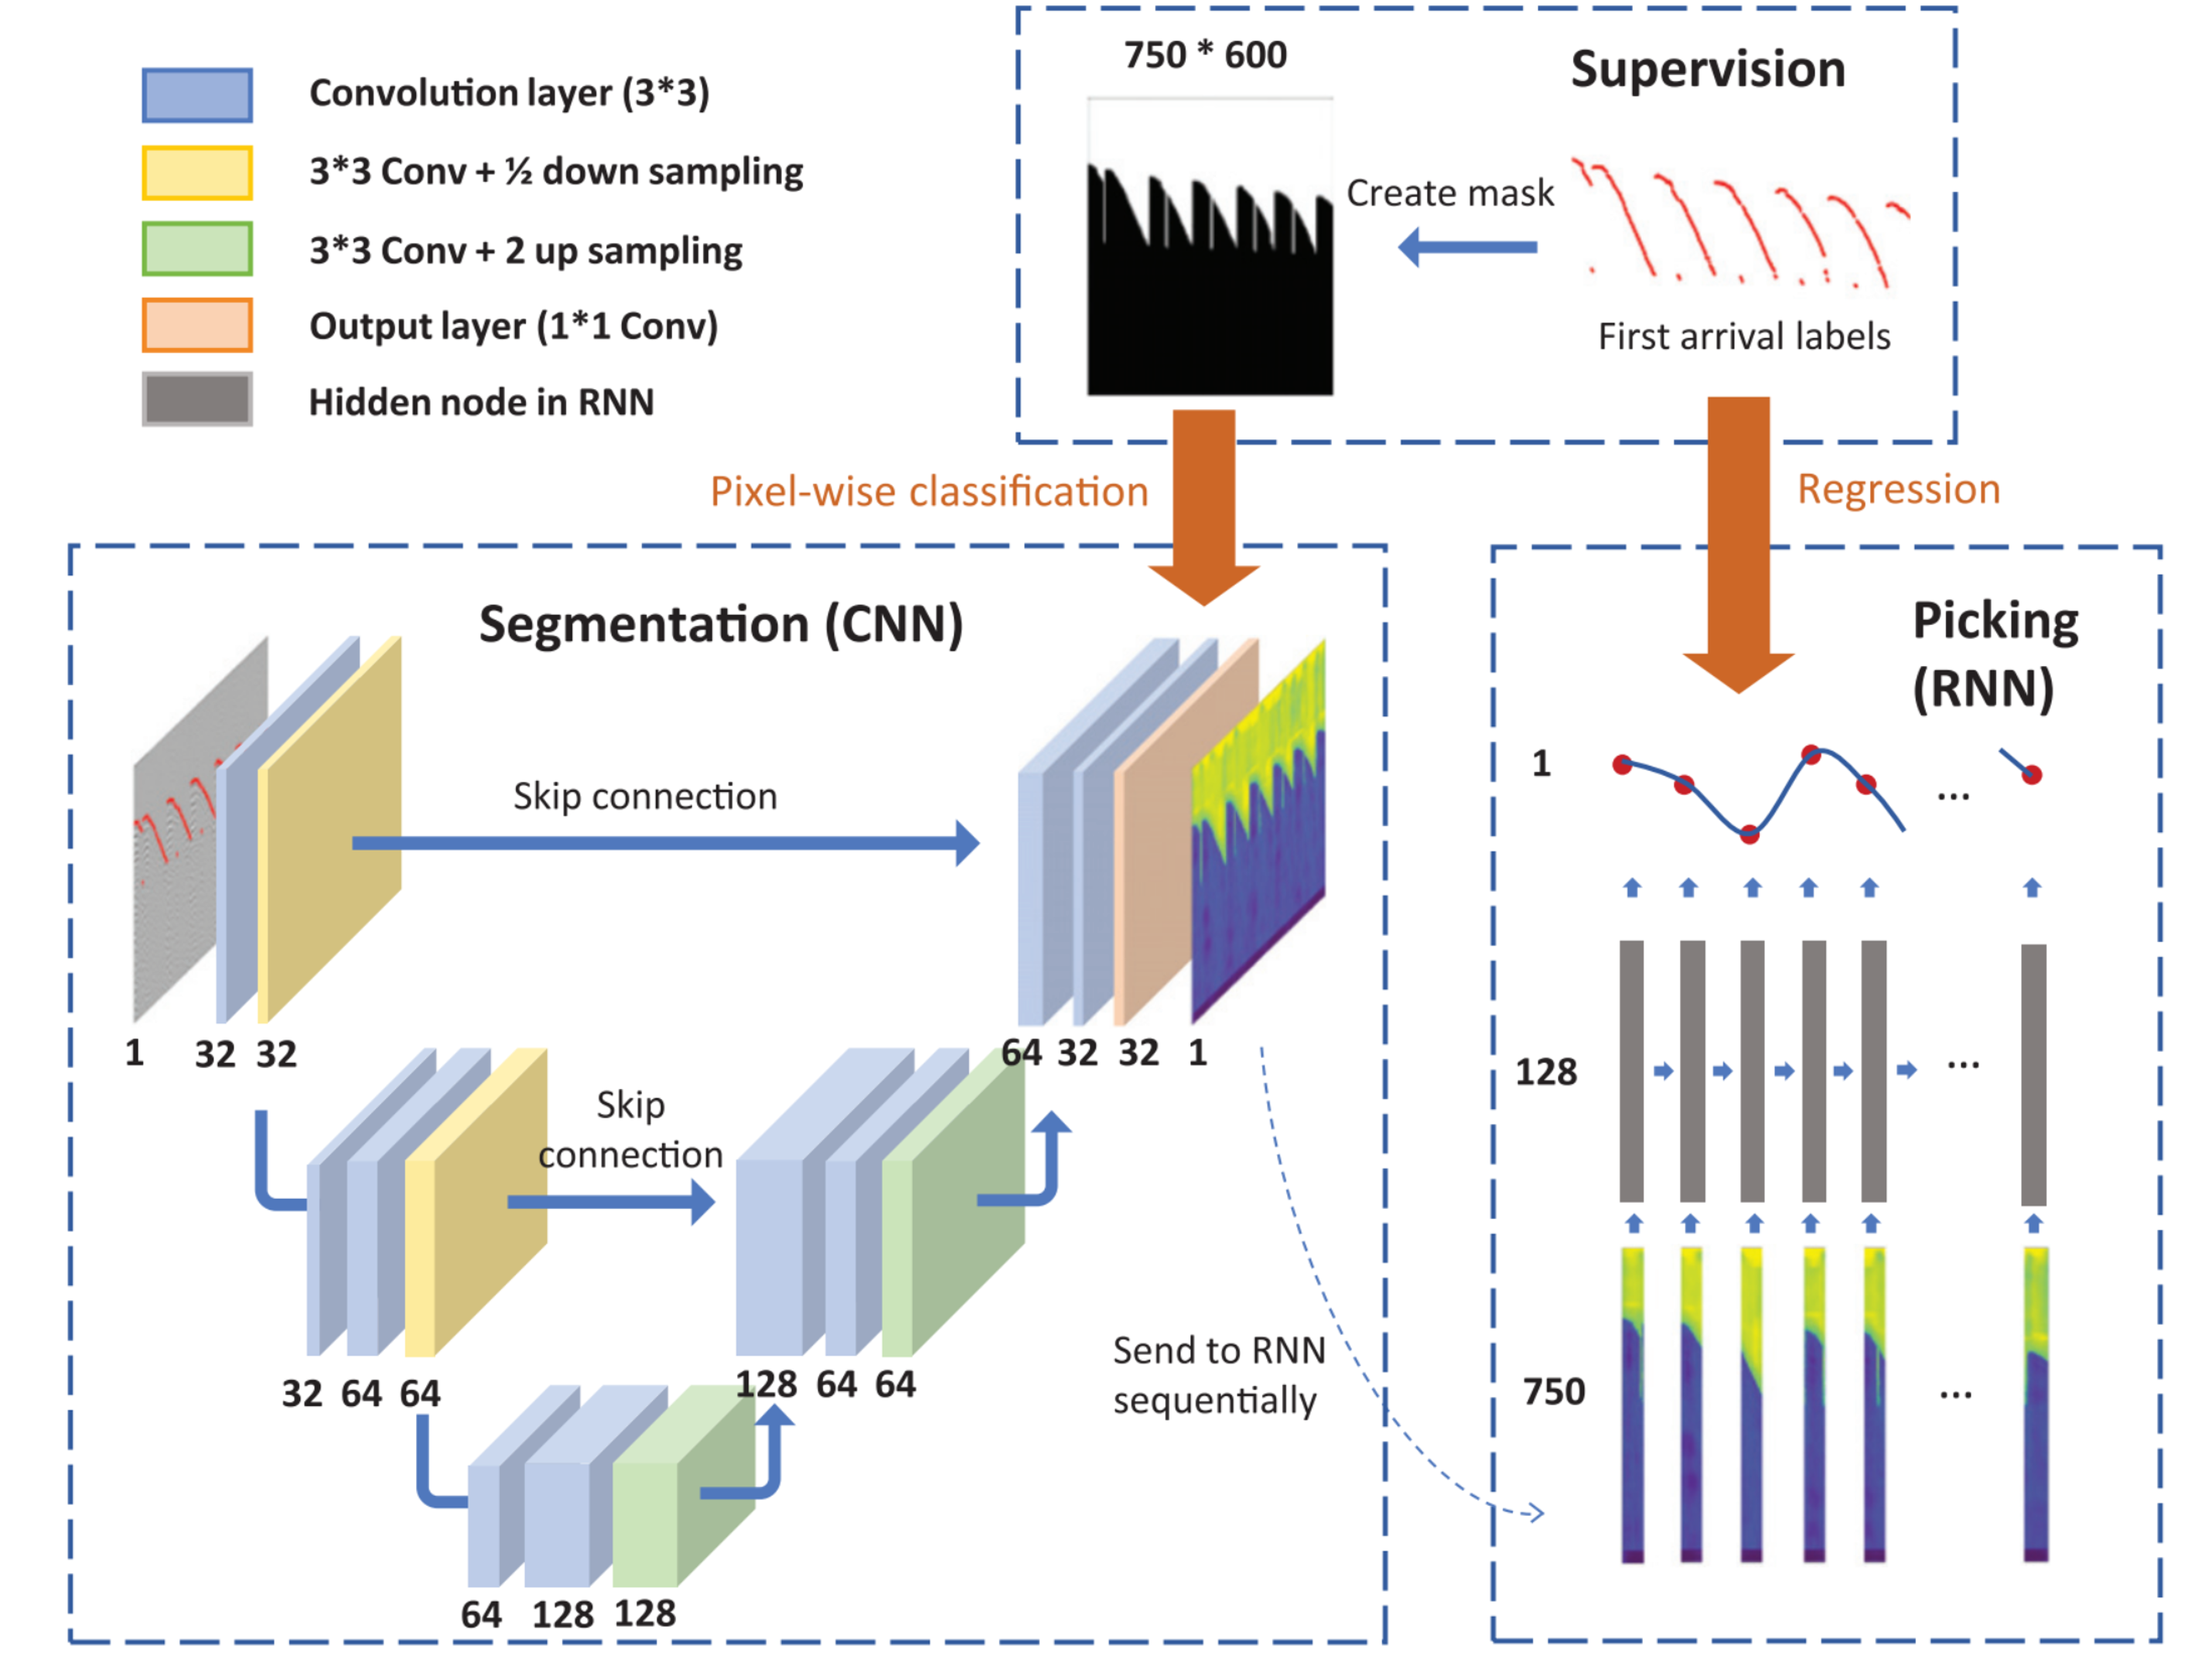 Convolution layer (3*3)
3*3 Conv + ½ down sampling
3*3 Conv + 2 up sampling
Output layer (1*1 Conv)
Hidden node in RNN
750 * 600
Supervision
Create mask
First arrival labels
Pixel-wise classification
Regression
Segmentation (CNN)
Skip connection
1 32 32
64 32 32 1
Skip
connection
32 64 64
128 64 64
64 128 128
Send to RNN
sequentially
Picking
(RNN)
1
...
128
...
750
...